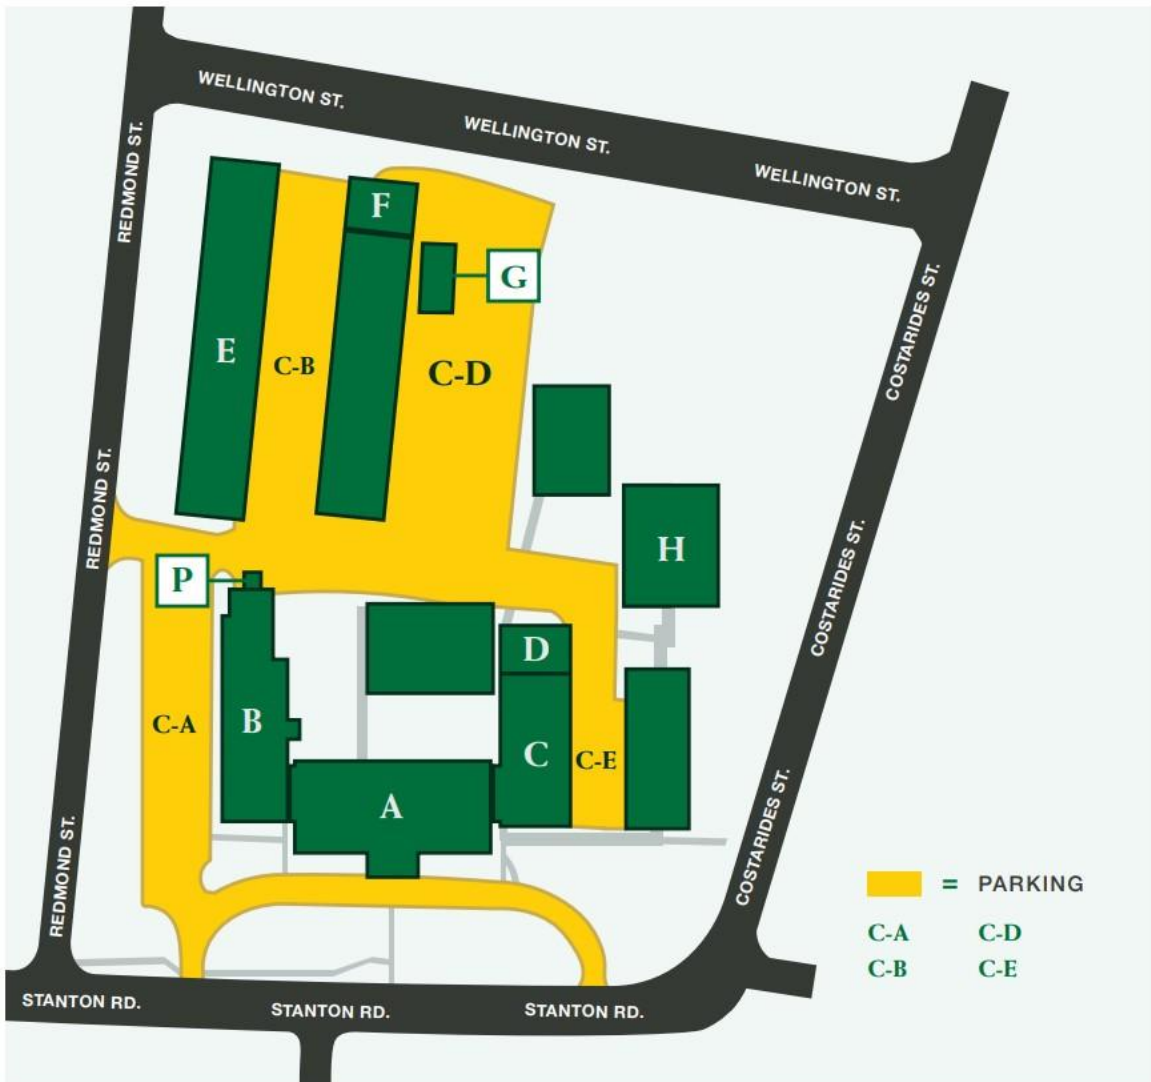 WELLINGTON ST.
WELLINGTON ST.
WELLINGTON ST.
REDMOND ST.
F
G
COSTARIDES ST.
E
C-B
C-D
REDMOND ST.
H
COSTARIDES ST.
P
D
C-A
B
C
C-E
A
COSTARIDES ST.
REDMOND ST.
= PARKING
C-A C-D
C-B C-E
STANTON RD.
STANTON RD.
STANTON RD.